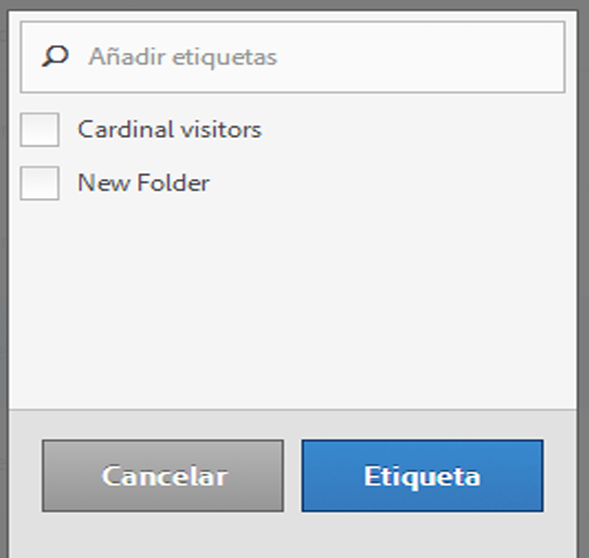 Añadir etiquetas
Cardinal visitors
New Folder
Cancelar
Etiqueta